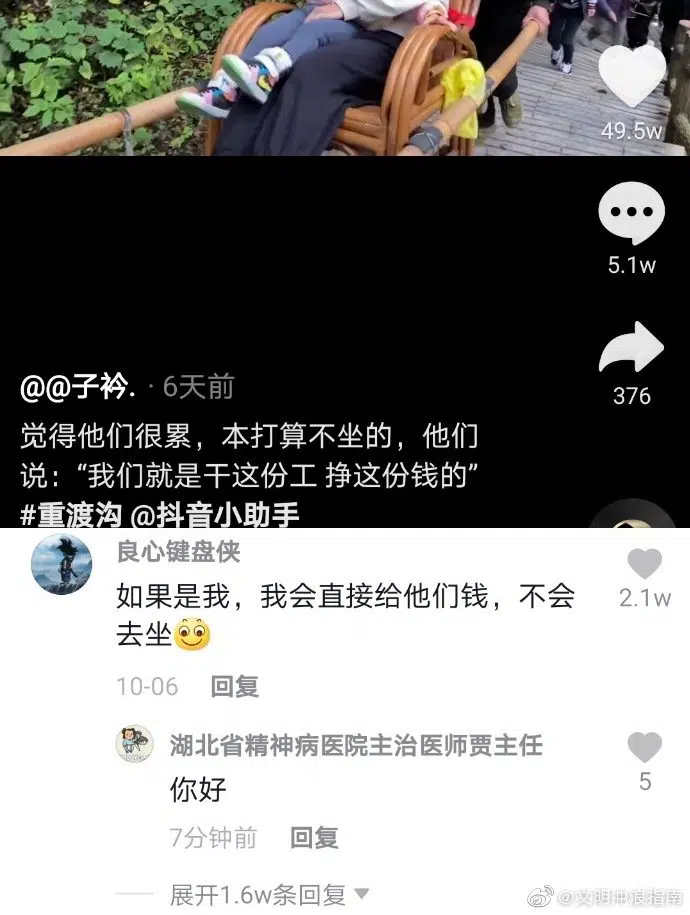 49.5w
5.1w
376
@@子衿. · 6天前
觉得他们很累，本打算不坐的，他们
说：“我们就是干这份工 挣这份钱的”
#重渡沟 @抖音小助手
良心键盘侠
如果是我，我会直接给他们钱，不会
去坐
2.1w
10-06 回复
湖北省精神病医院主治医师贾主任
你好
5
7分钟前 回复
展开1.6w条回复
@文明冲浪指南